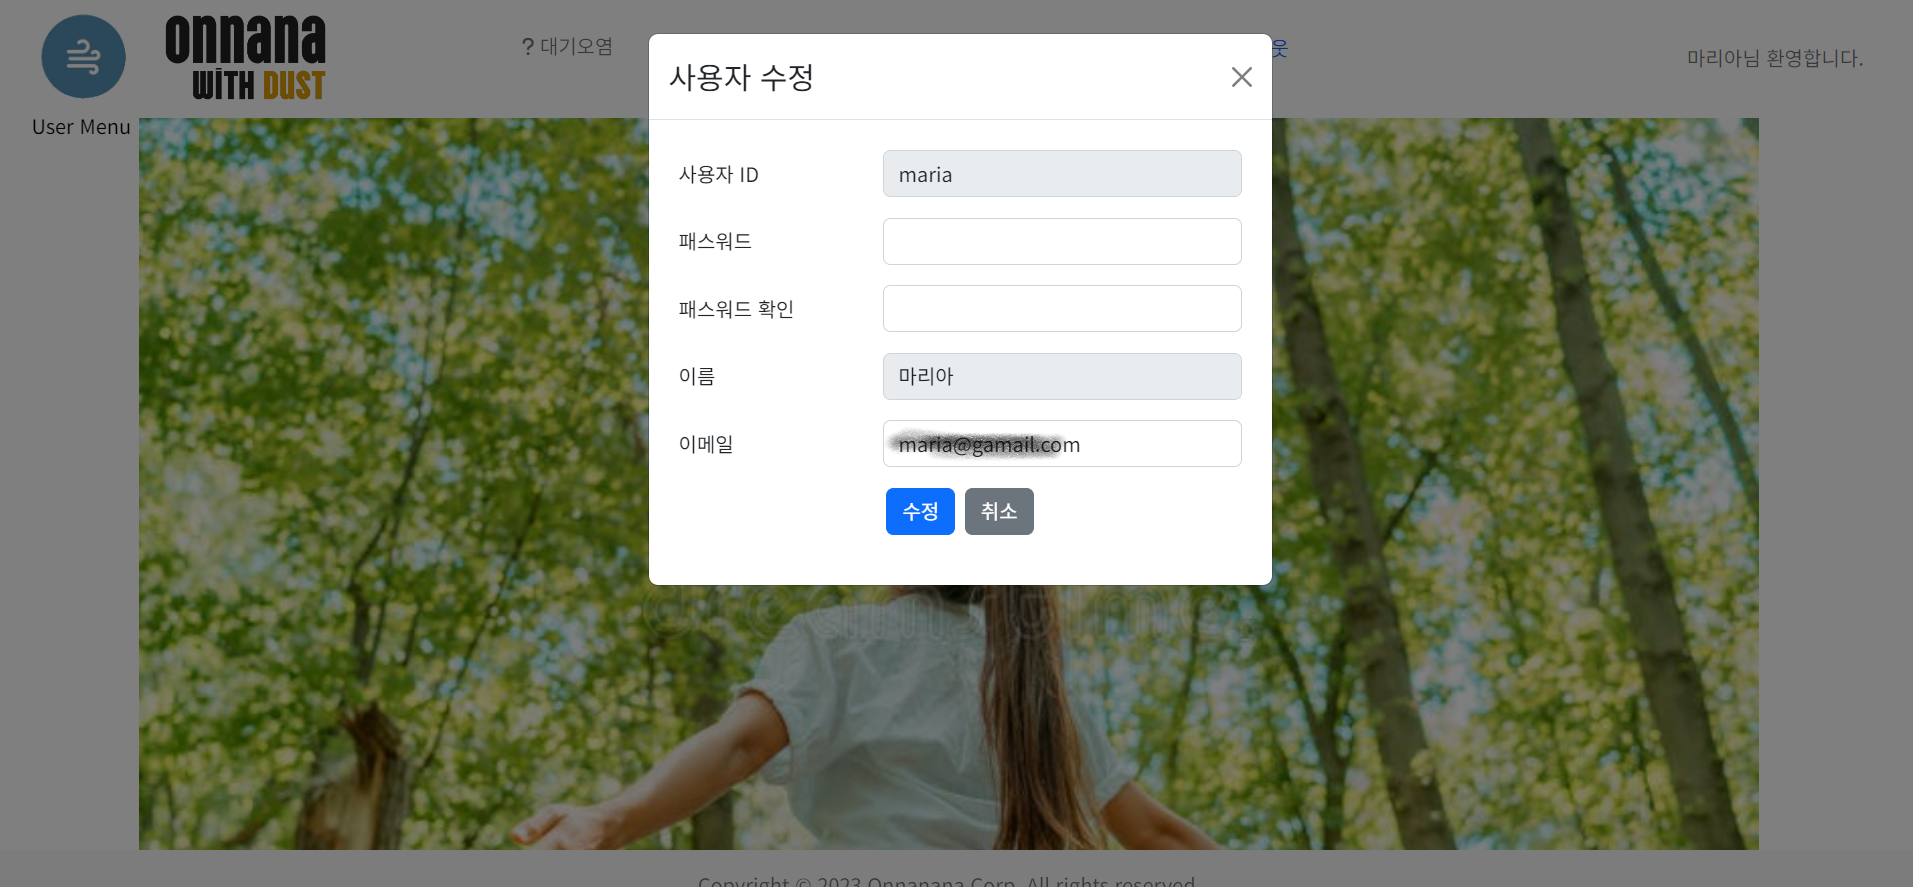 onnana
WiTH DUST
? 대기오염
웃
마리아님 환영합니다.
User Menu
사용자 수정
사용자 ID
maria
패스워드
패스워드 확인
이름
마리아
이메일
maria@gamail.com
수정
취소
dreamstime
Copyright © 2023 Onnanana Corp. All rights reserved.